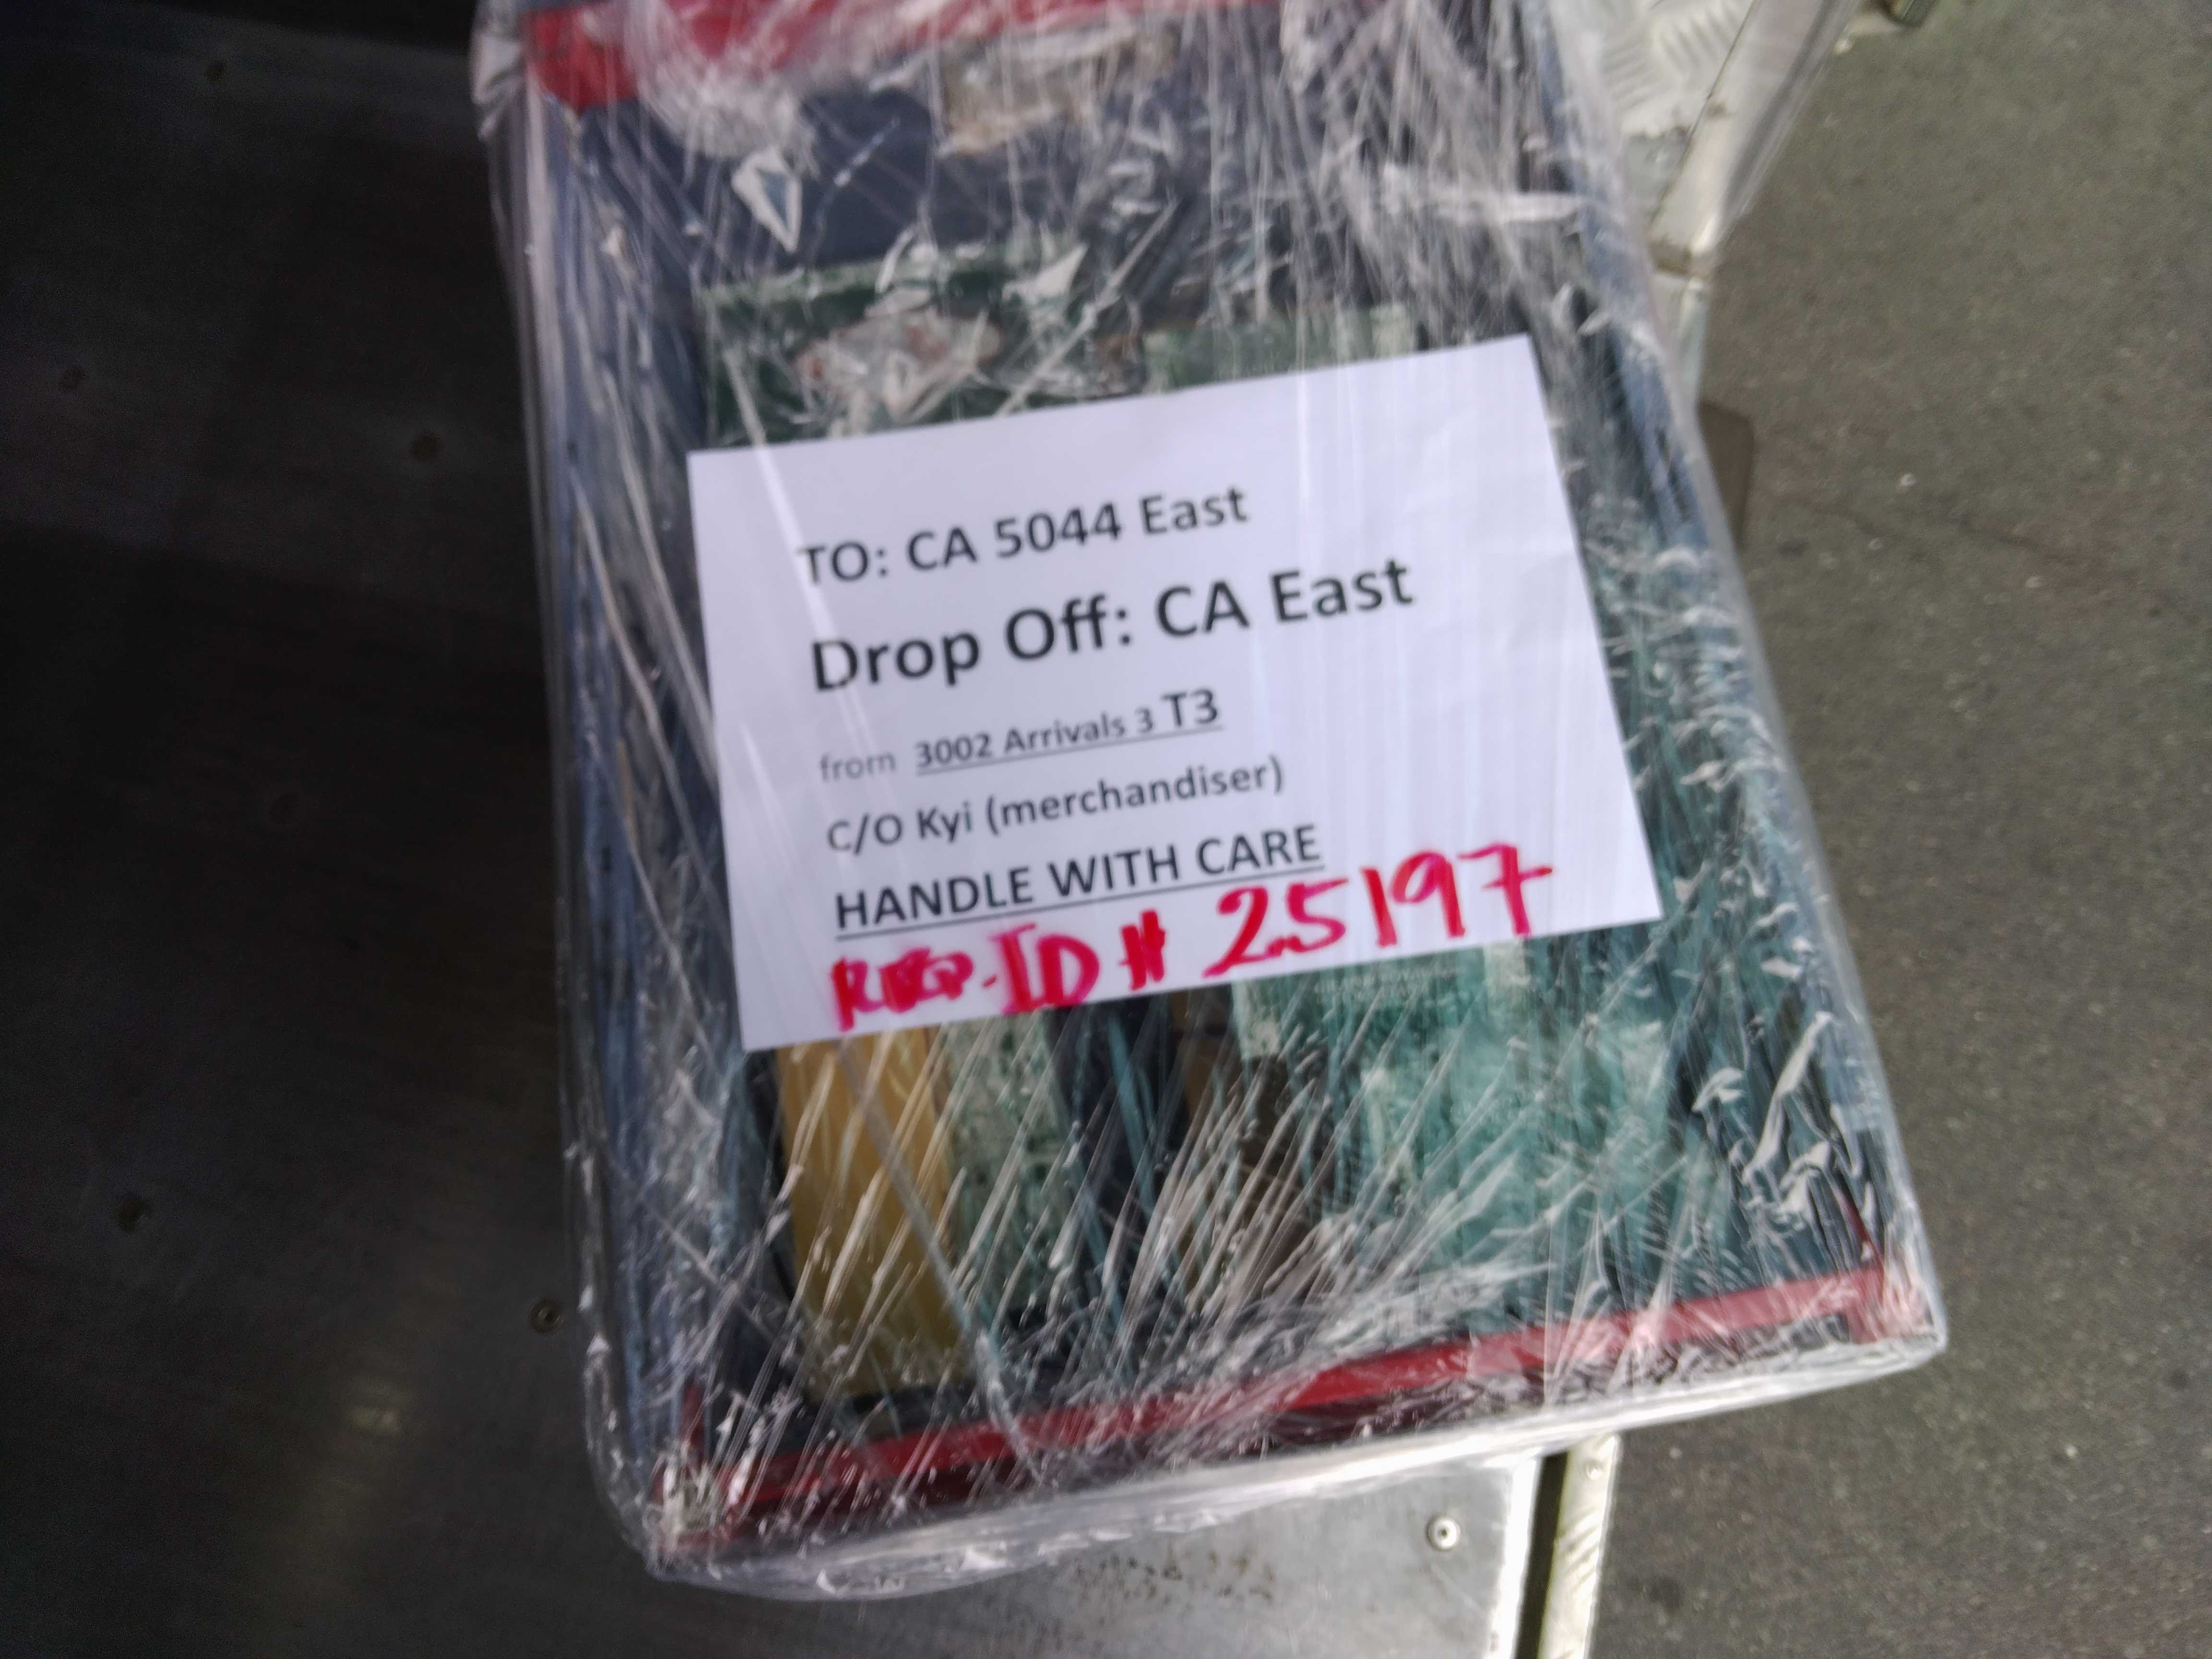 TO: CA 5044 East
Drop Off: CA East
from 3002 Arrivals 3 T3
C/O Kyi (merchandiser)
HANDLE WITH CARE
ID # 25197